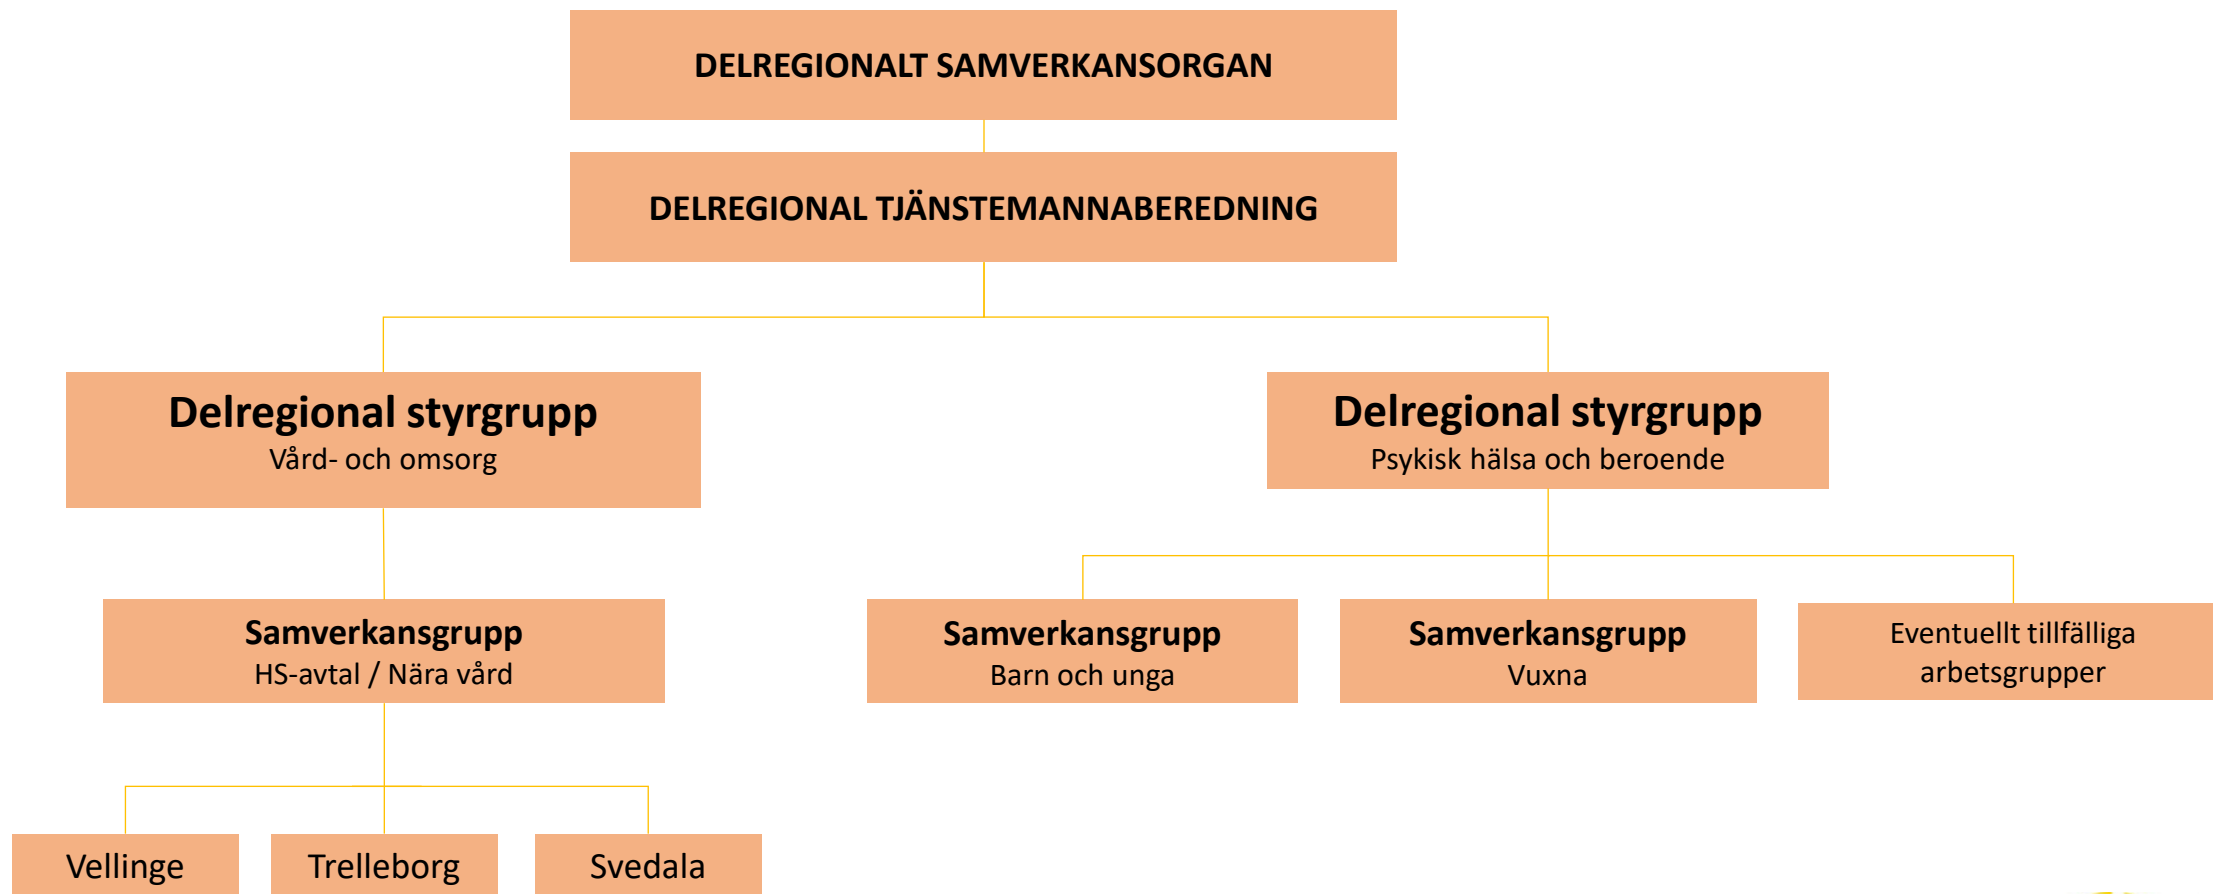 DELREGIONALT SAMVERKANSORGAN
DELREGIONAL TJÄNSTEMANNABEREDNING
Delregional styrgrupp
Vård- och omsorg
Delregional styrgrupp
Psykisk hälsa och beroende
Samverkansgrupp
HS-avtal / Nära vård
Samverkansgrupp
Barn och unga
Samverkansgrupp
Vuxna
Eventuellt tillfälliga
arbetsgrupper
Vellinge
Trelleborg
Svedala